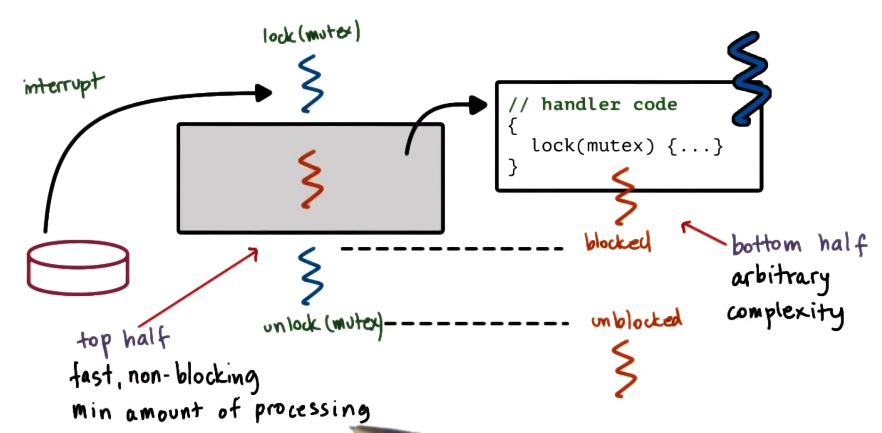 lock(mutex)
interrupt
// handler code
{
lock(mutex) {...}
}
blocked
bottom half
arbitrary
complexity
unlock (mutex)
unblocked
top half
fast, non-blocking
min amount of processing